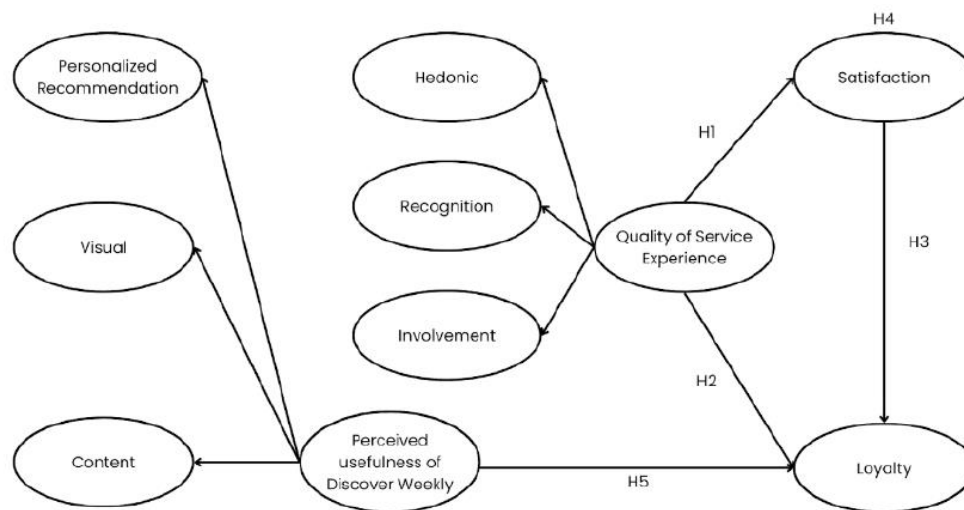 H4
Personalized
Recommendation
Hedonic
Satisfaction
H1
Recognition
Visual
Quality of Service
Experience
H3
Involvement
H2
Content
Perceived
usefulness of
Discover Weekly
H5
Loyalty